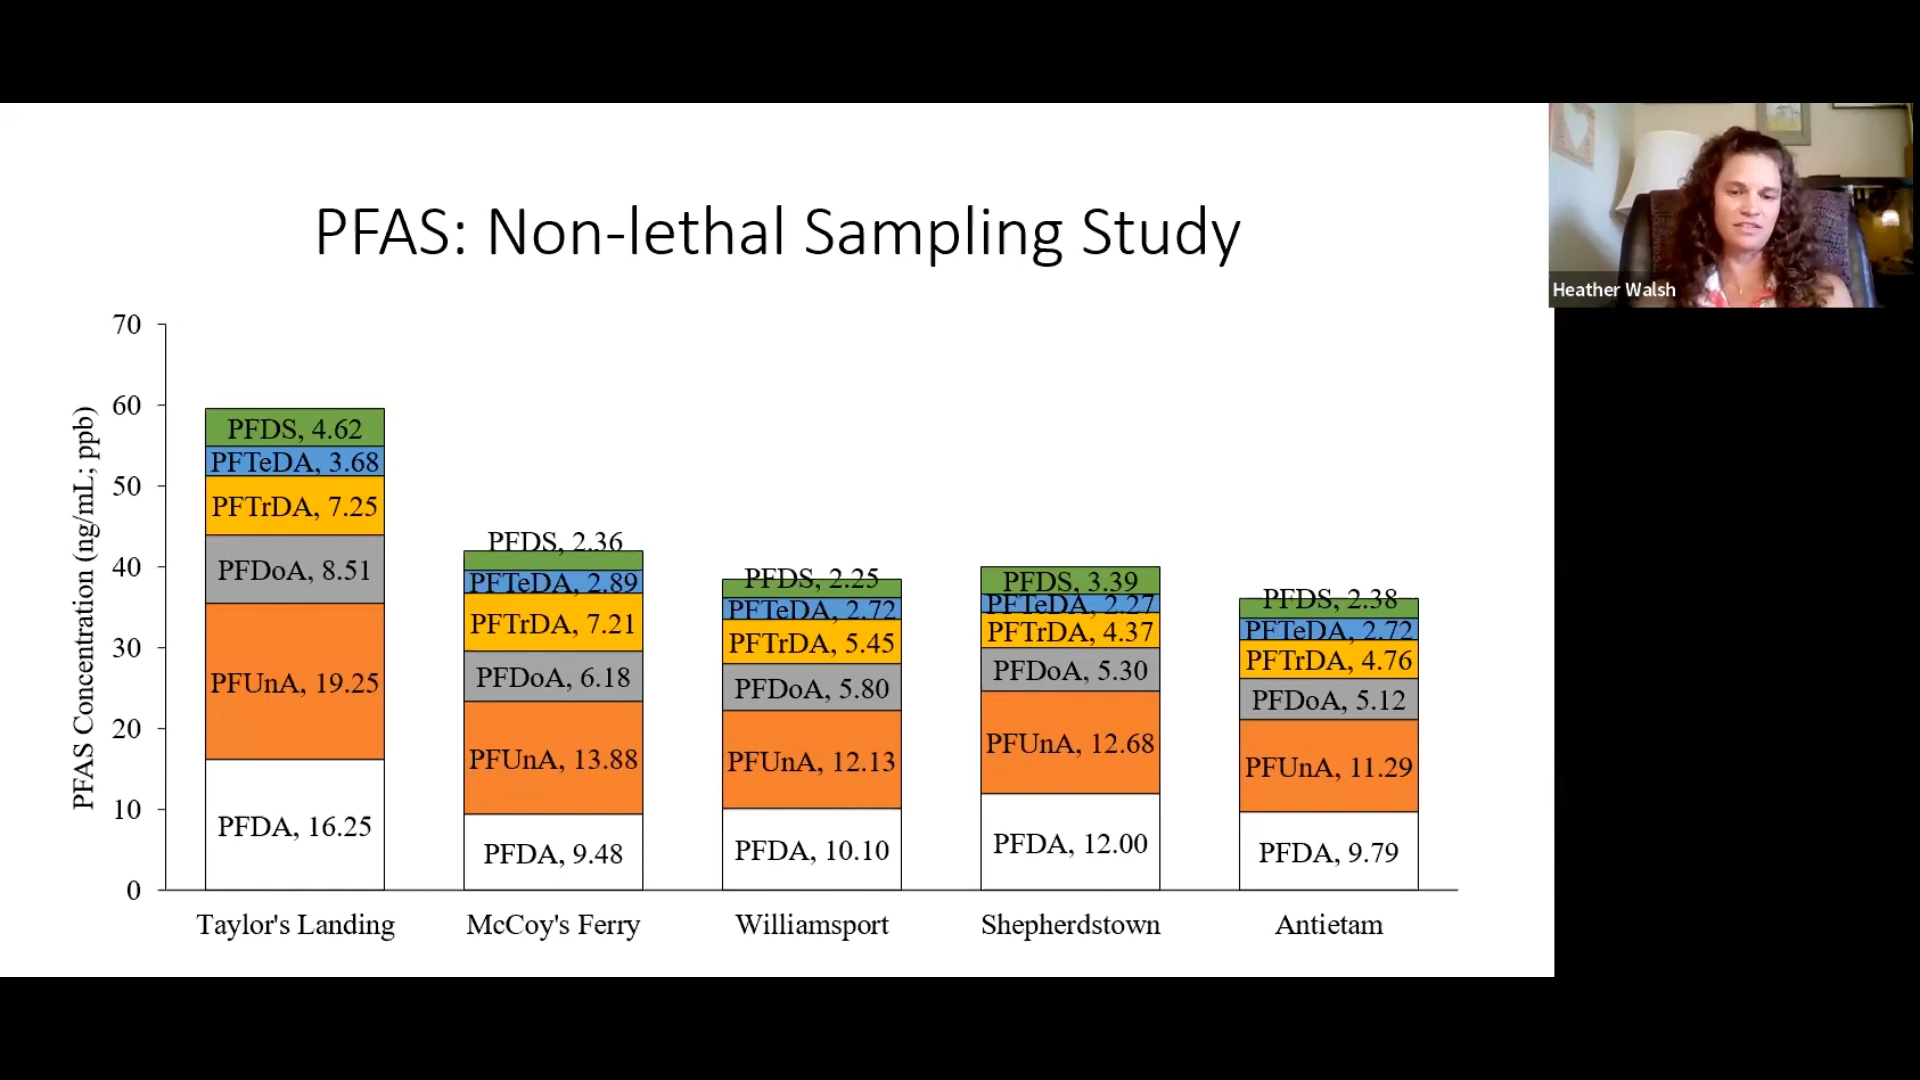 PFAS: Non-lethal Sampling Study
Heather Walsh
PFAS Concentration (ng/mL; ppb)
70
60
50
40
30
20
10
0
PFDS, 4.62
PFTeDA, 3.68
PFTrDA, 7.25
PFDoA, 8.51
PFUnA, 19.25
PFDA, 16.25
PFDS, 2.36
PFTeDA, 2.89
PFTrDA, 7.21
PFDoA, 6.18
PFUnA, 13.88
PFDA, 9.48
PFDS, 2.25
PFTeDA, 2.72
PFTrDA, 5.45
PFDoA, 5.80
PFUnA, 12.13
PFDA, 10.10
PFDS, 3.39
PFTeDA, 2.27
PFTrDA, 4.37
PFDoA, 5.30
PFUnA, 12.68
PFDA, 12.00
PFDS, 2.38
PFTeDA, 2.72
PFTrDA, 4.76
PFDoA, 5.12
PFUnA, 11.29
PFDA, 9.79
Taylor's Landing
McCoy's Ferry
Williamsport
Shepherdstown
Antietam